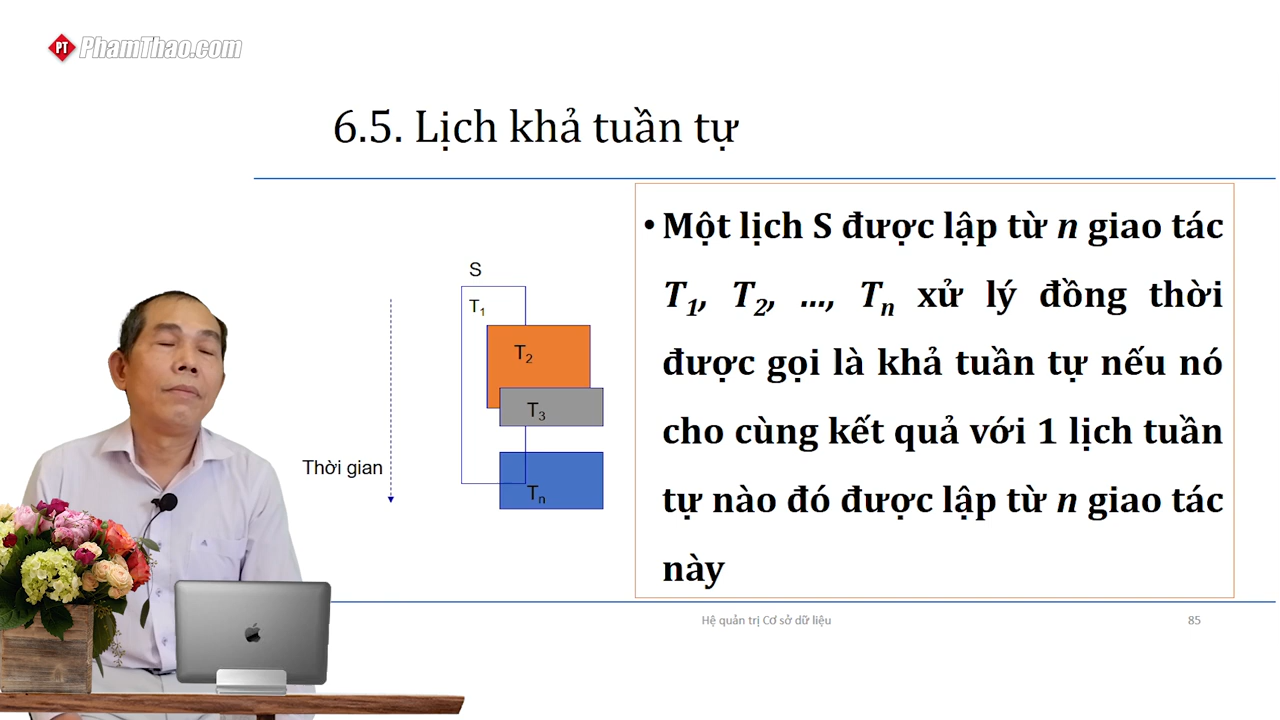 PT PhamThao.com
6.5. Lịch khả tuần tự
• Một lịch S được lập từ n giao tác
T1, T2, ..., Tn xử lý đồng thời
được gọi là khả tuần tự nếu nó
cho cùng kết quả với 1 lịch tuần
tự nào đó được lập từ n giao tác
này
S
T1
T2
T3
Thời gian
Tn
Hệ quản trị Cơ sở dữ liệu
85